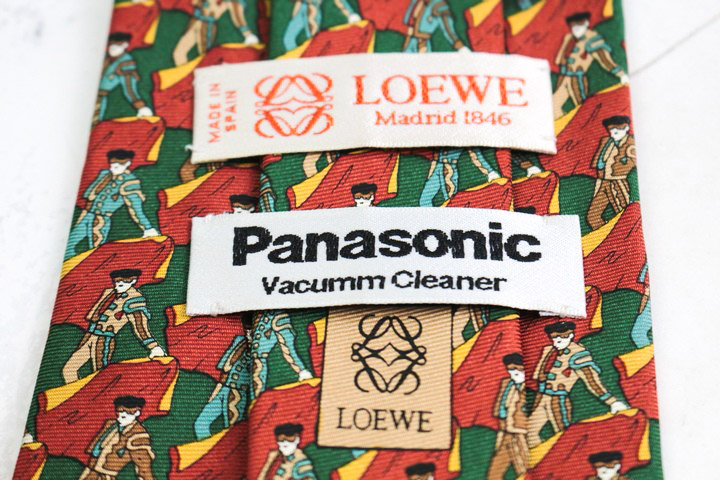 MADE IN
SPAIN
LOEWE
Madrid 1846
Panasonic
Vacumm Cleaner
LOEWE